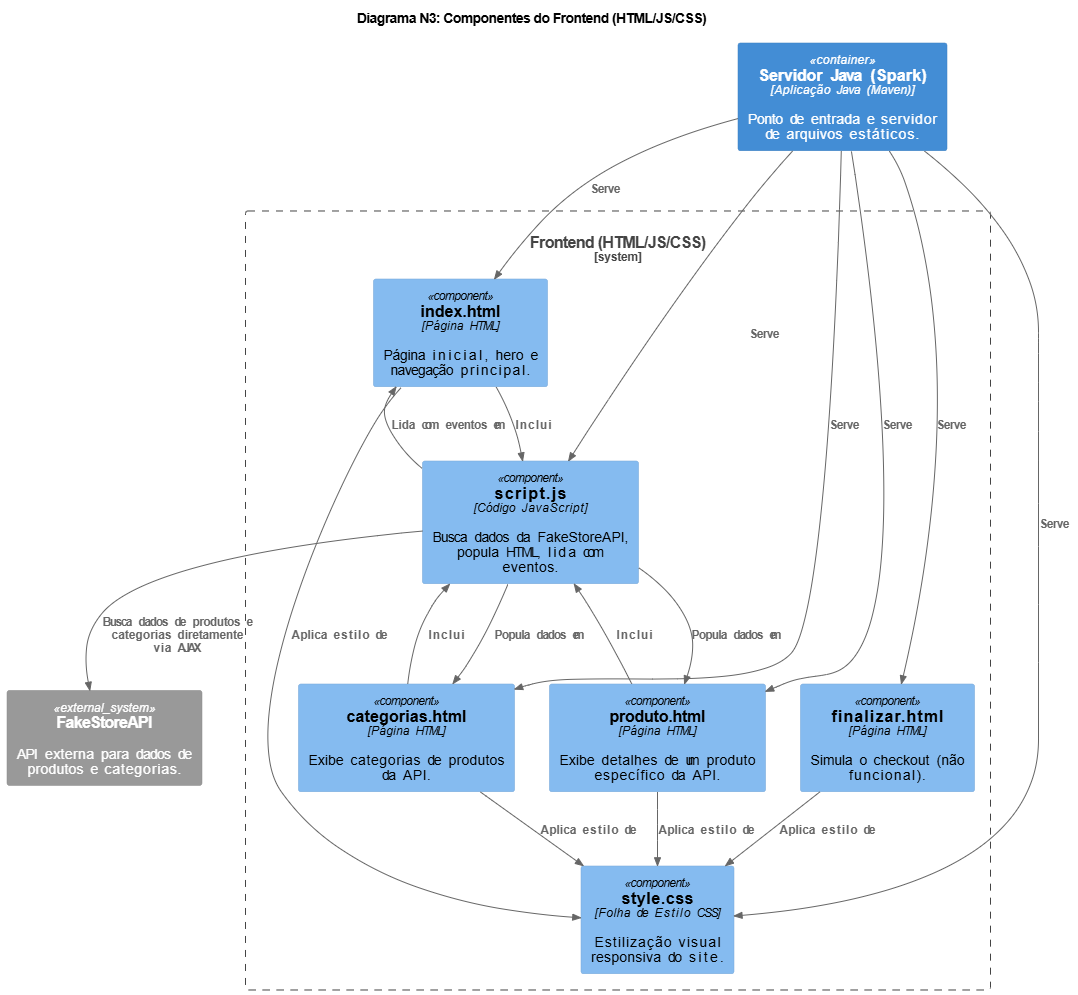 Diagrama N3: Componentes do Frontend (HTML/JS/CSS)
«container»
Servidor Java (Spark)
[Aplicação Java (Maven)]
Ponto de entrada e servidor
de arquivos estáticos.
Serve
Frontend (HTML/JS/CSS)
[system]
«component»
index.html
[Página HTML]
Página inicial, hero e
navegação principal.
Serve
Lida com eventos em
Inclui
Serve
Serve
Serve
«component»
script.js
[Código JavaScript]
Busca dados da FakeStoreAPI,
popula HTML, lida com
eventos.
Serve
Busca dados de produtos e
categorias diretamente
via AJAX
Aplica estilo de
Inclui
Popula dados em
Inclui
Popula dados em
«external_system»
FakeStoreAPI
API externa para dados de
produtos e categorias.
«component»
categorias.html
[Página HTML]
Exibe categorias de produtos
da API.
«component»
produto.html
[Página HTML]
Exibe detalhes de um produto
específico da API.
«component»
finalizar.html
[Página HTML]
Simula o checkout (não
funcional).
Aplica estilo de
Aplica estilo de
Aplica estilo de
«component»
style.css
[Folha de Estilo CSS]
Estilização visual
responsiva do site.